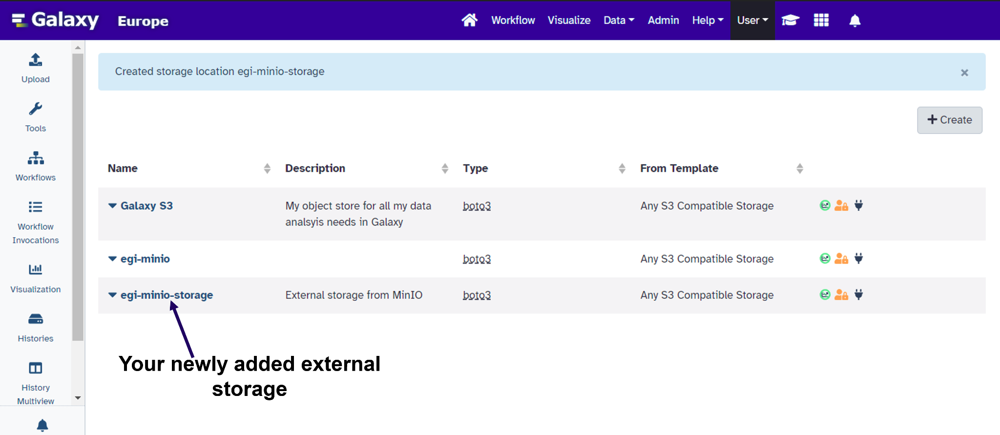 Galaxy Europe Workflow Visualize Data Admin Help User
Upload
Tools
Workflows
Workflow
Invocations
Visualization
Histories
History
Multiview
Created storage location egi-minio-storage ×
+ Create
Name Description Type From Template
Galaxy S3 My object store for all my data boto3 Any S3 Compatible Storage
analsyis needs in Galaxy
egi-minio boto3 Any S3 Compatible Storage
egi-minio-storage External storage from MinIO boto3 Any S3 Compatible Storage
Your newly added external
storage